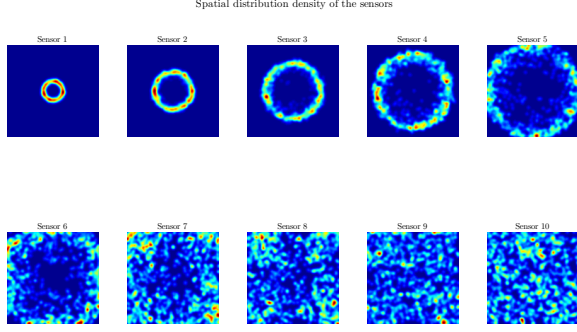 Spatial distribution density of the sensors
Sensor 1
Sensor 2
Sensor 3
Sensor 4
Sensor 5
Sensor 6
Sensor 7
Sensor 8
Sensor 9
Sensor 10